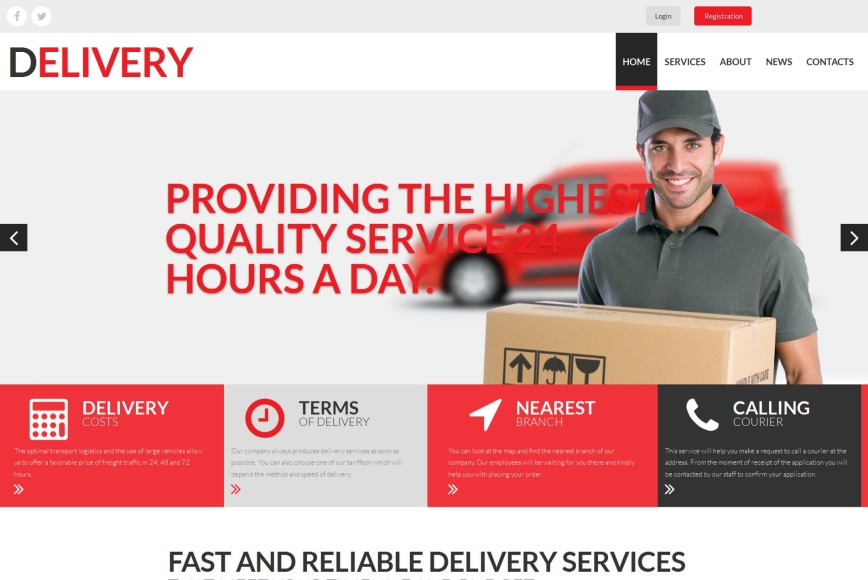 Login
Registration
DELIVERY
HOME
SERVICES
ABOUT
NEWS
CONTACTS
PROVIDING THE HIGHEST
QUALITY SERVICE 24
HOURS A DAY.
HANDLE WITH CARE
DELIVERY
COSTS
The optimal transport logistics and the use of large vehicles allow
us to offer a favorable price of freight traffic in 24, 48 and 72
hours.
TERMS
OF DELIVERY
Our company always produces delivery services as soon as
possible. You can also choose one of our tariffson which will
depend the method and speed of delivery.
NEAREST
BRANCH
You can look at the map and find the nearest branch of our
company. Our employees will be waiting for you there and kindly
help you with placing your order.
CALLING
COURIER
This service will help you make a request to call a courier at the
address. From the moment of receipt of the application you will
be contacted by our staff to confirm your application.
FAST AND RELIABLE DELIVERY SERVICES